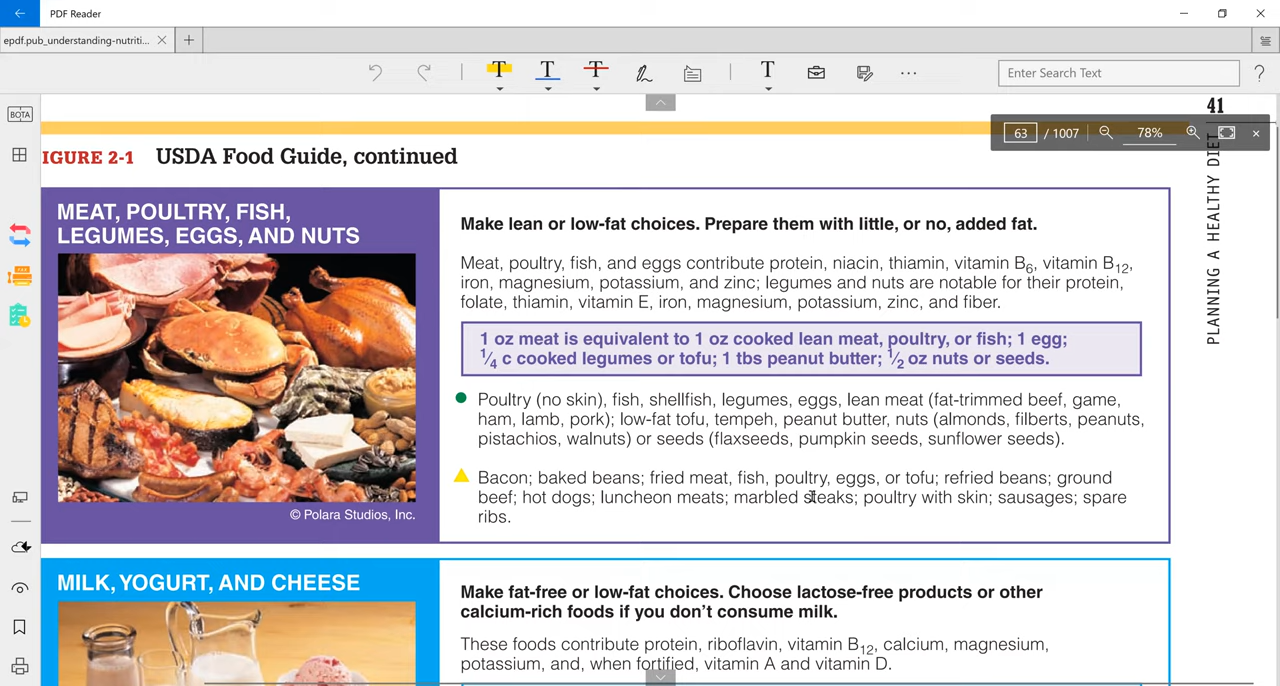 PDF Reader
epdf.pub_understanding-nutriti...
T T T T
Enter Search Text
?
BOTA
41
63 / 1007 78%
PLANNING A HEALTHY DIET
IGURE 2-1 USDA Food Guide, continued
MEAT, POULTRY, FISH,
LEGUMES, EGGS, AND NUTS
© Polara Studios, Inc.
Make lean or low-fat choices. Prepare them with little, or no, added fat.
Meat, poultry, fish, and eggs contribute protein, niacin, thiamin, vitamin B6, vitamin B12,
iron, magnesium, potassium, and zinc; legumes and nuts are notable for their protein,
folate, thiamin, vitamin E, iron, magnesium, potassium, zinc, and fiber.
1 oz meat is equivalent to 1 oz cooked lean meat, poultry, or fish; 1 egg;
1/4 c cooked legumes or tofu; 1 tbs peanut butter; 1/2 oz nuts or seeds.
Poultry (no skin), fish, shellfish, legumes, eggs, lean meat (fat-trimmed beef, game,
ham, lamb, pork); low-fat tofu, tempeh, peanut butter, nuts (almonds, filberts, peanuts,
pistachios, walnuts) or seeds (flaxseeds, pumpkin seeds, sunflower seeds).
Bacon; baked beans; fried meat, fish, poultry, eggs, or tofu; refried beans; ground
beef; hot dogs; luncheon meats; marbled steaks; poultry with skin; sausages; spare
ribs.
MILK, YOGURT, AND CHEESE
Make fat-free or low-fat choices. Choose lactose-free products or other
calcium-rich foods if you don't consume milk.
These foods contribute protein, riboflavin, vitamin B12, calcium, magnesium,
potassium, and, when fortified, vitamin A and vitamin D.